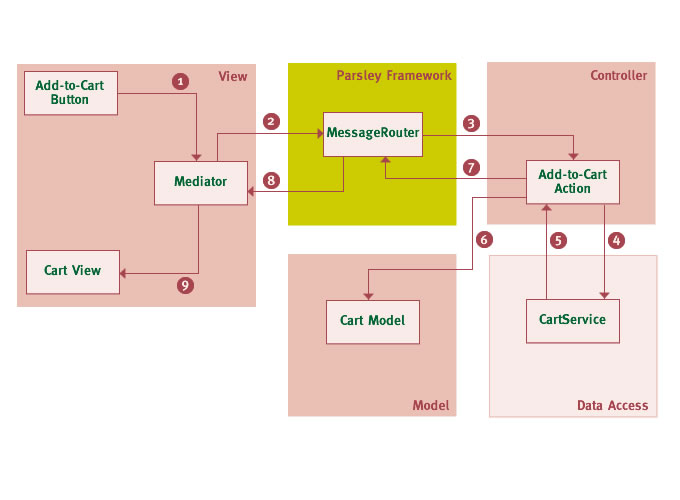 View
Parsley Framework
Controller
Add-to-Cart
Button
1
2
MessageRouter
3
Mediator
8
7
Add-to-Cart
Action
6
5
4
Cart View
9
Cart Model
CartService
Model
Data Access